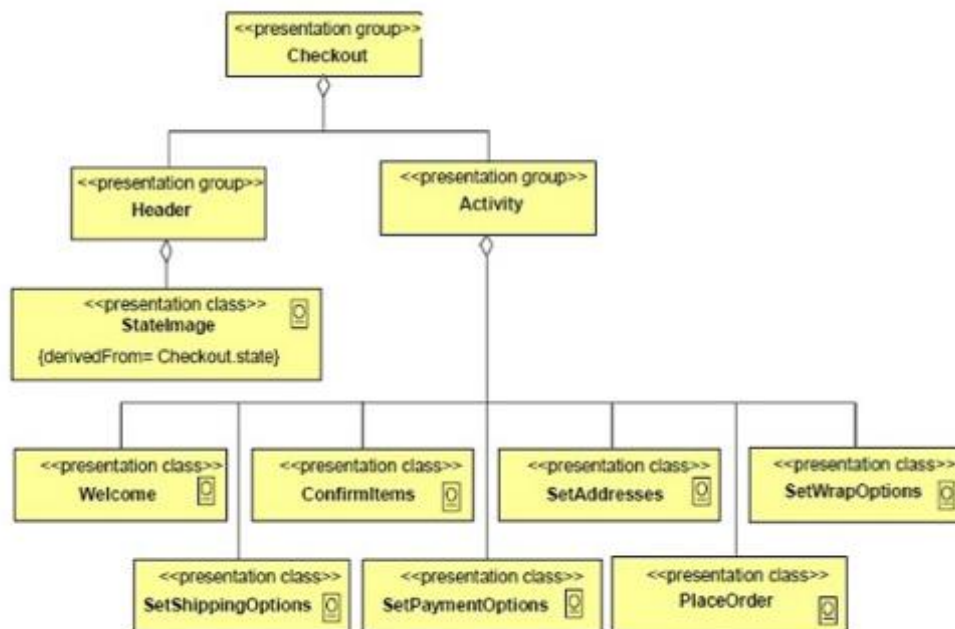 <<presentation group>>
Checkout
<<presentation group>>
Header
<<presentation group>>
Activity
<<presentation class>>
StateImage
{derivedFrom= Checkout.state}
<<presentation class>>
Welcome
<<presentation class>>
ConfirmItems
<<presentation class>>
SetAddresses
<<presentation class>>
SetWrapOptions
<<presentation class>>
SetShippingOptions
<<presentation class>>
SetPaymentOptions
<<presentation class>>
PlaceOrder